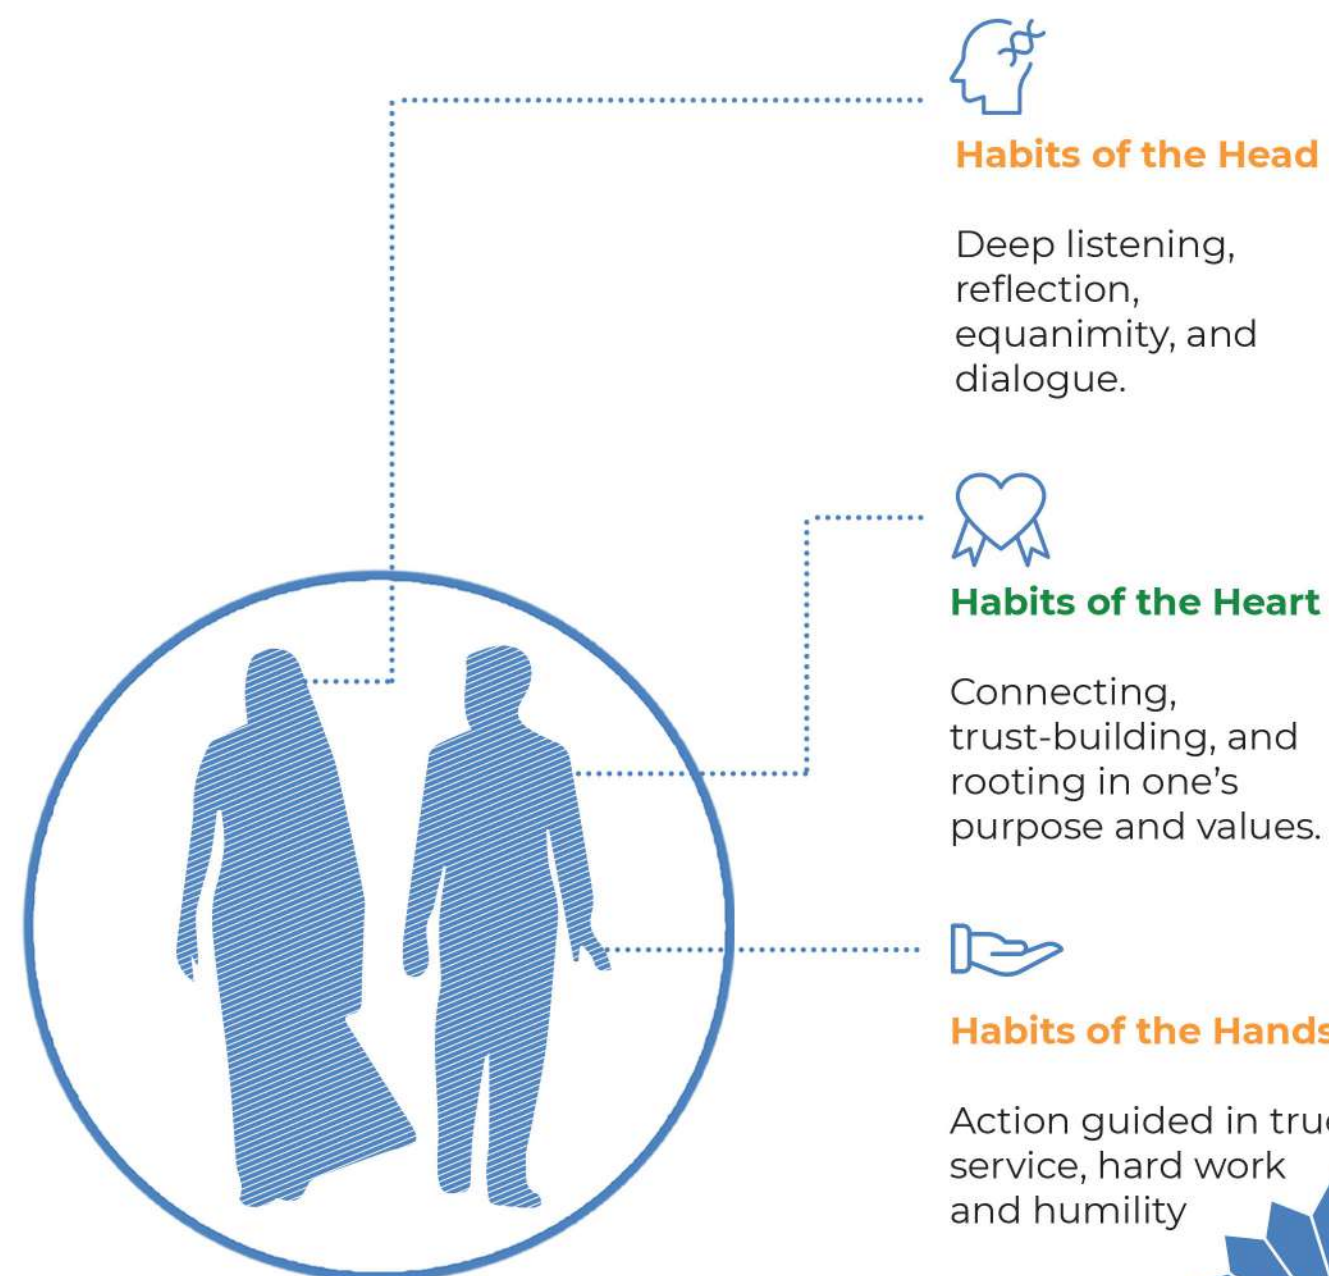 Habits of the Head
Deep listening,
reflection,
equanimity, and
dialogue.
Habits of the Heart
Connecting,
trust-building, and
rooting in one's
purpose and values.
Habits of the Hands
Action guided in true
service, hard work
and humility